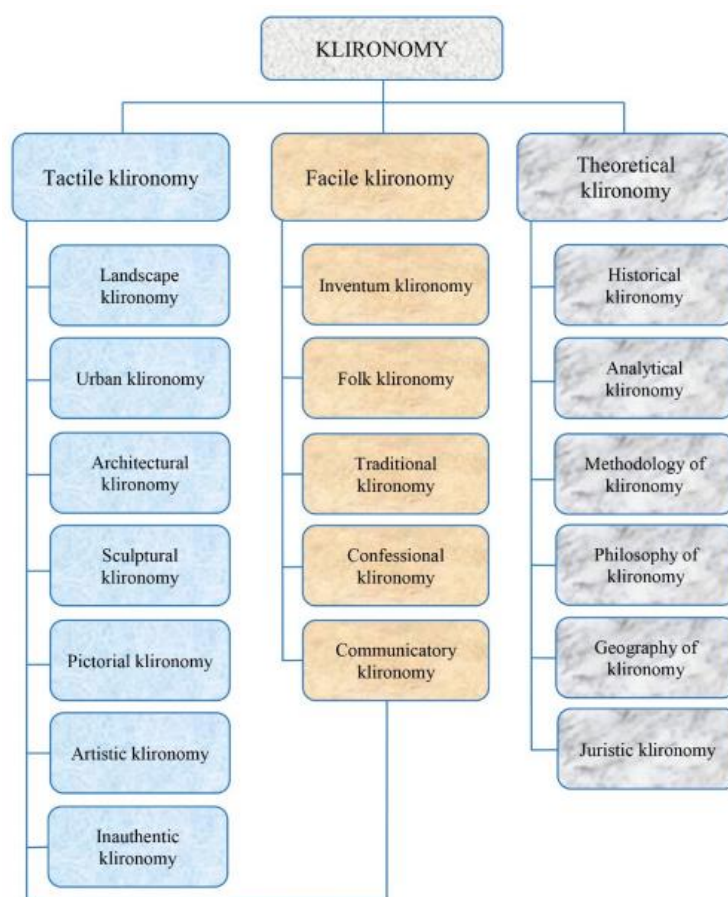 KLIRONOMY
Tactile klironomy
Landscape
klironomy
Urban klironomy
Architectural
klironomy
Sculptural
klironomy
Pictorial klironomy
Artistic klironomy
Inauthentic
klironomy
Facile klironomy
Inventum klironomy
Folk klironomy
Traditional
klironomy
Confessional
klironomy
Communicatory
klironomy
Theoretical
klironomy
Historical
klironomy
Analytical
klironomy
Methodology of
klironomy
Philosophy of
klironomy
Geography of
klironomy
Juristic klironomy